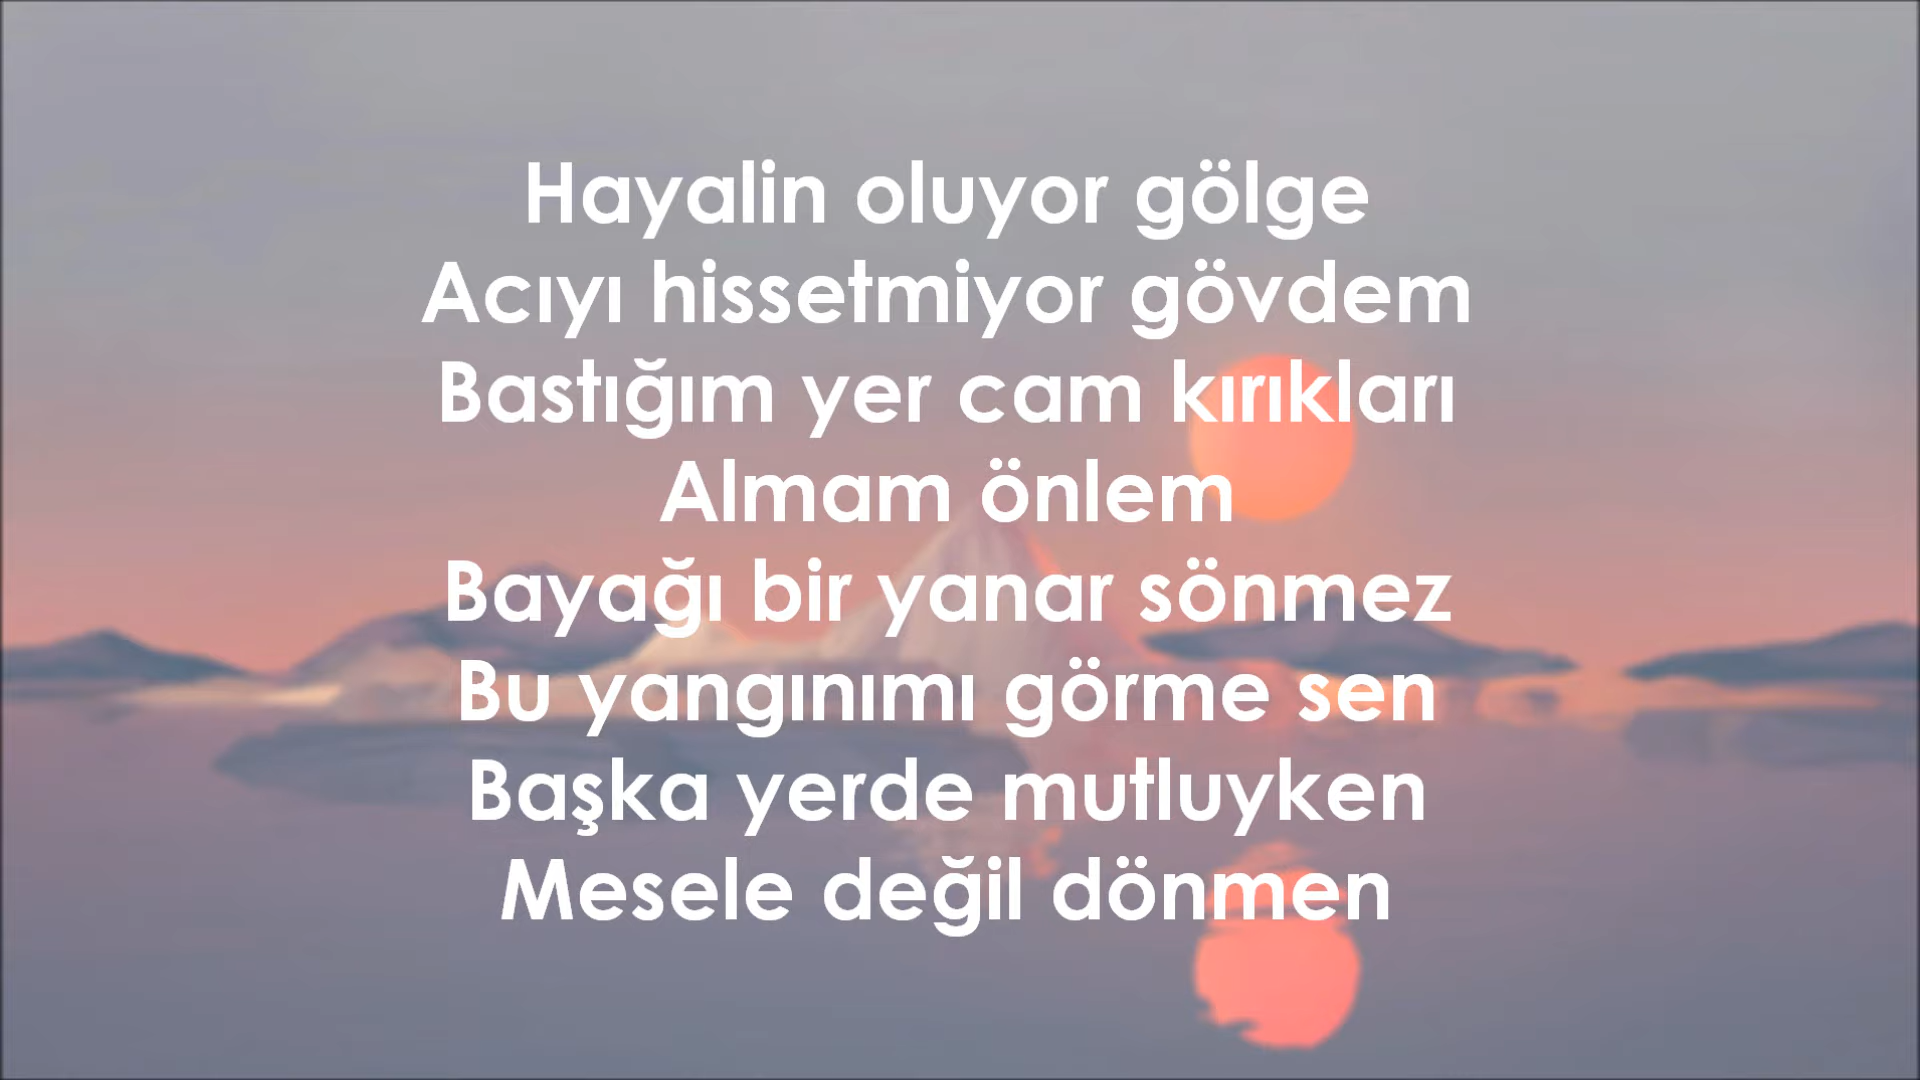 Hayalin oluyor gölge
Acıyı hissetmiyor gövdem
Bastığım yer cam kırıkları
Almam önlem
Bayağı bir yanar sönmez
Bu yangınımı görme sen
Başka yerde mutluyken
Mesele değil dönmen